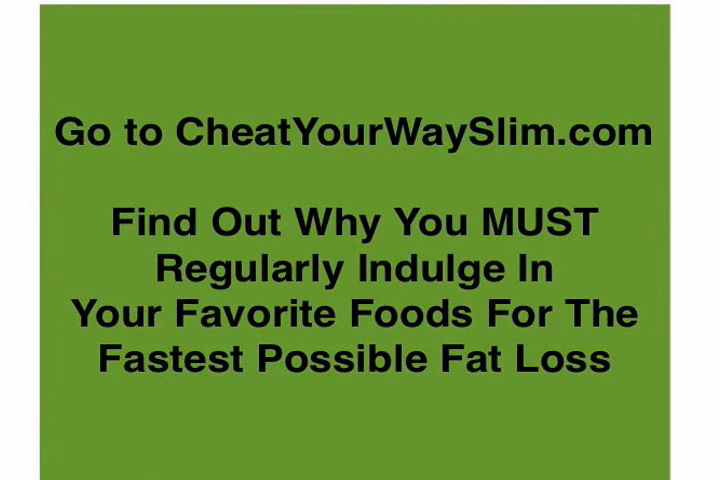 Go to CheatYourWaySlim.com
Find Out Why You MUST
Regularly Indulge In
Your Favorite Foods For The
Fastest Possible Fat Loss